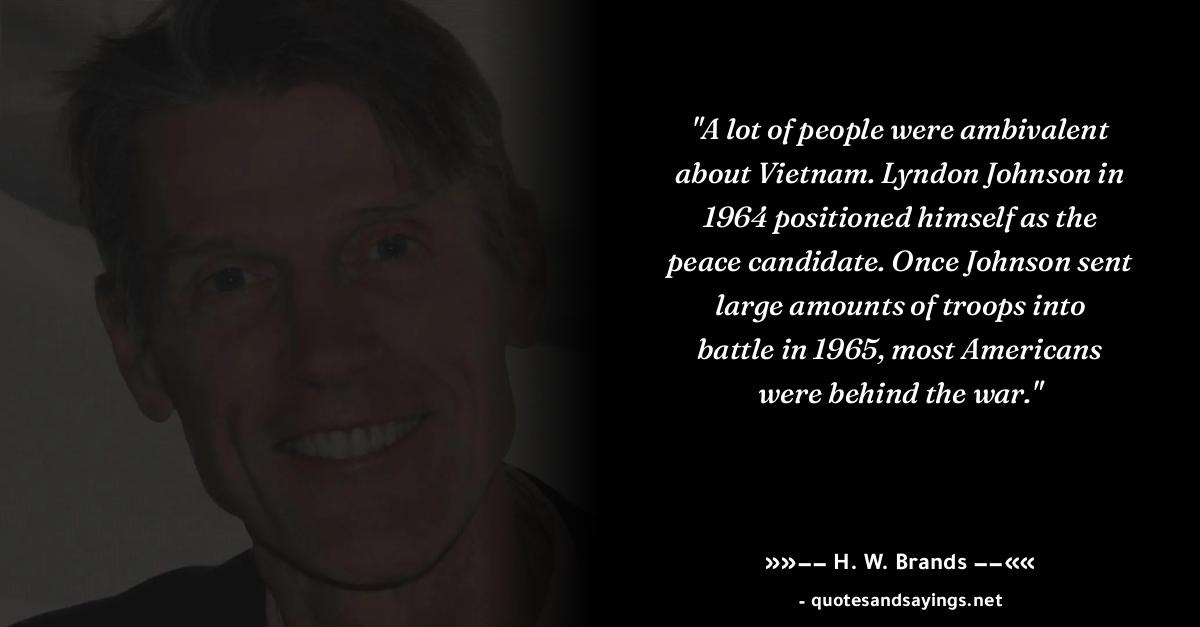 "A lot of people were ambivalent
about Vietnam. Lyndon Johnson in
1964 positioned himself as the
peace candidate. Once Johnson sent
large amounts of troops into
battle in 1965, most Americans
were behind the war."
»»−− H. W. Brands −−««
- quotesandsayings.net